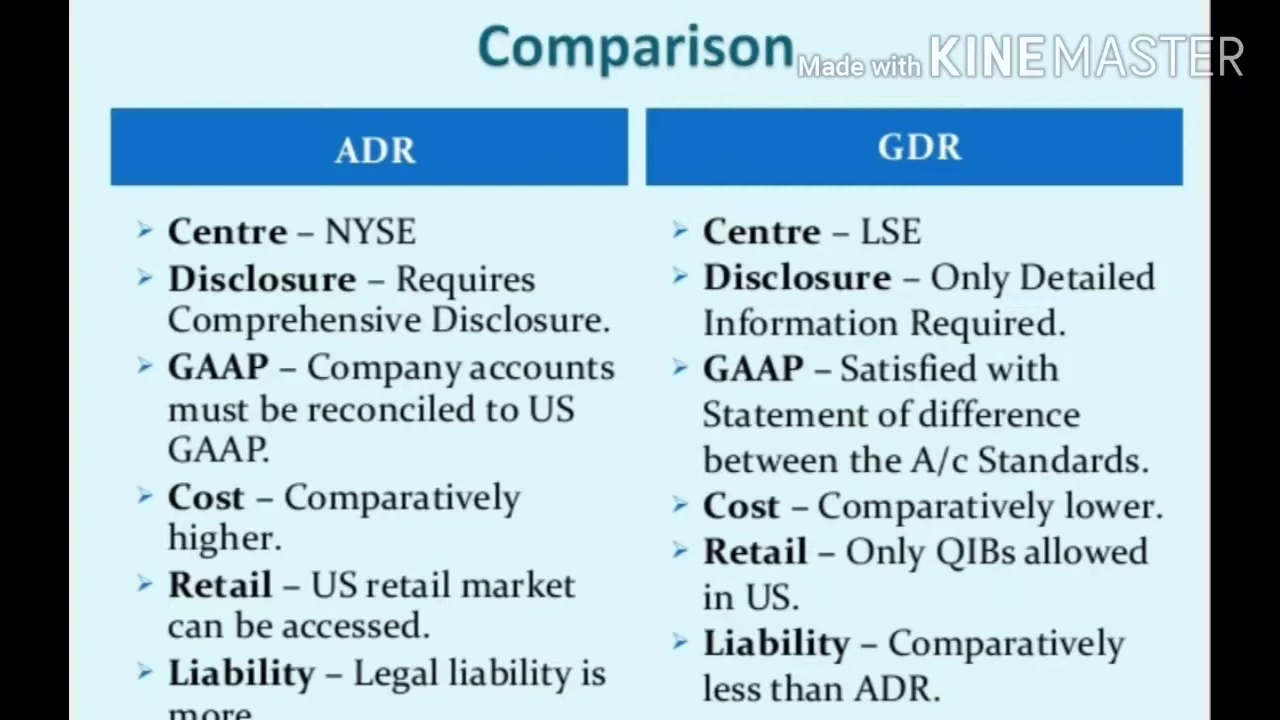 Comparison
Made with KINEMASTER
ADR
➢ Centre – NYSE
➢ Disclosure – Requires
Comprehensive Disclosure.
➢ GAAP – Company accounts
must be reconciled to US
GAAP.
➢ Cost – Comparatively
higher.
➢ Retail – US retail market
can be accessed.
➢ Liability – Legal liability is
more
GDR
➢ Centre – LSE
➢ Disclosure – Only Detailed
Information Required.
➢ GAAP – Satisfied with
Statement of difference
between the A/c Standards.
➢ Cost – Comparatively lower.
➢ Retail – Only QIBs allowed
in US.
➢ Liability – Comparatively
less than ADR.